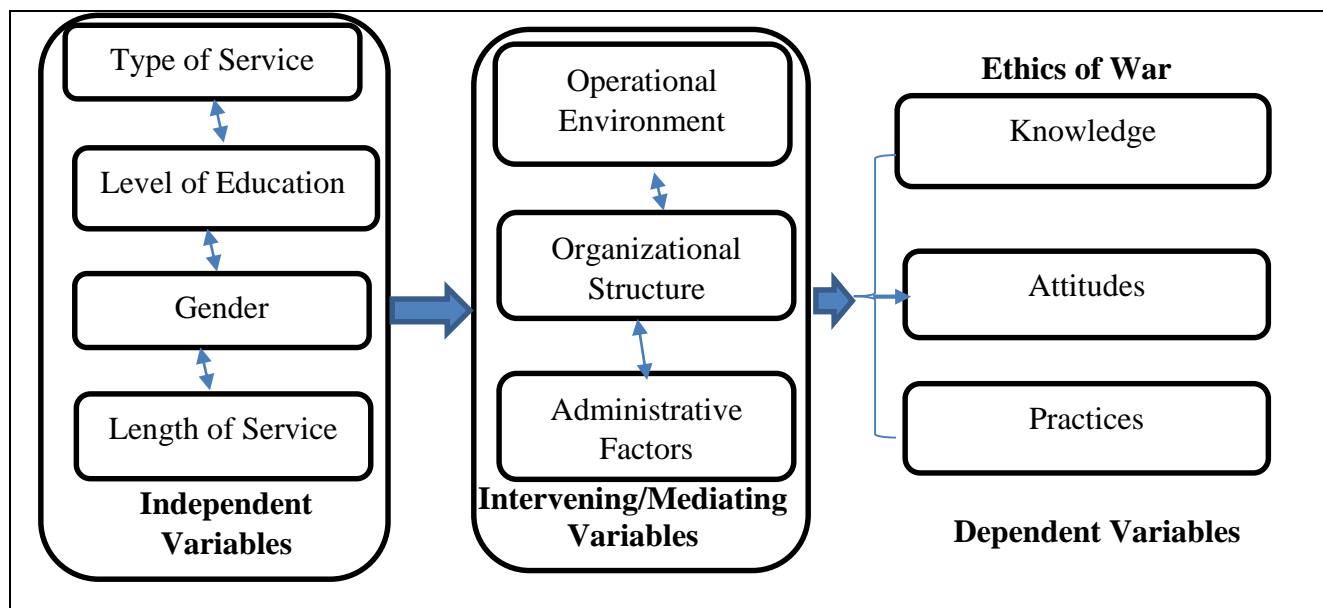 Type of Service
Level of Education
Gender
Length of Service
Independent
Variables
Operational
Environment
Organizational
Structure
Administrative
Factors
Intervening/Mediating
Variables
Ethics of War
Knowledge
Attitudes
Practices
Dependent Variables